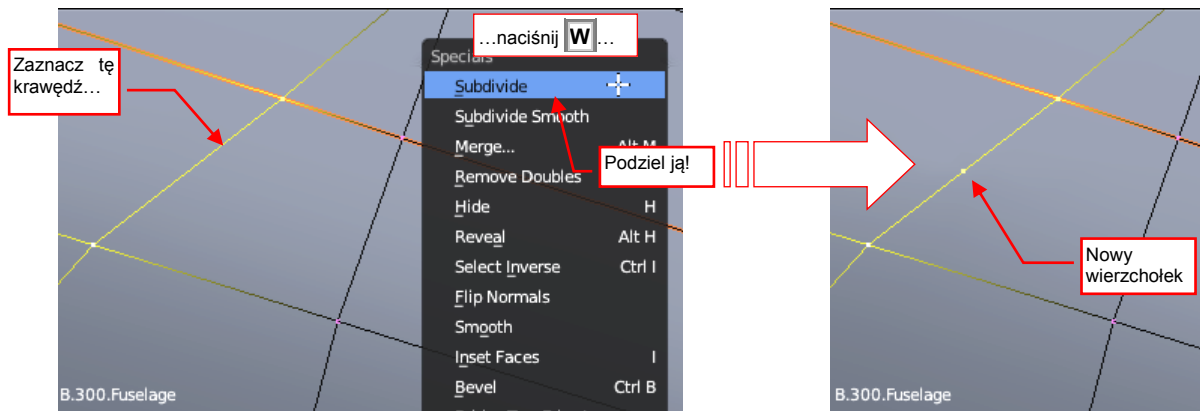 Zaznacz tę
krawędź…
…naciśnij W…
Specials
Subdivide
Subdivide Smooth
Merge... Alt M
Podziel ją!
Remove Doubles
Hide H
Reveal Alt H
Select Inverse Ctrl I
Flip Normals
Smooth
Inset Faces I
Bevel Ctrl B
B.300.Fuselage
Nowy
wierzchołek
B.300.Fuselage